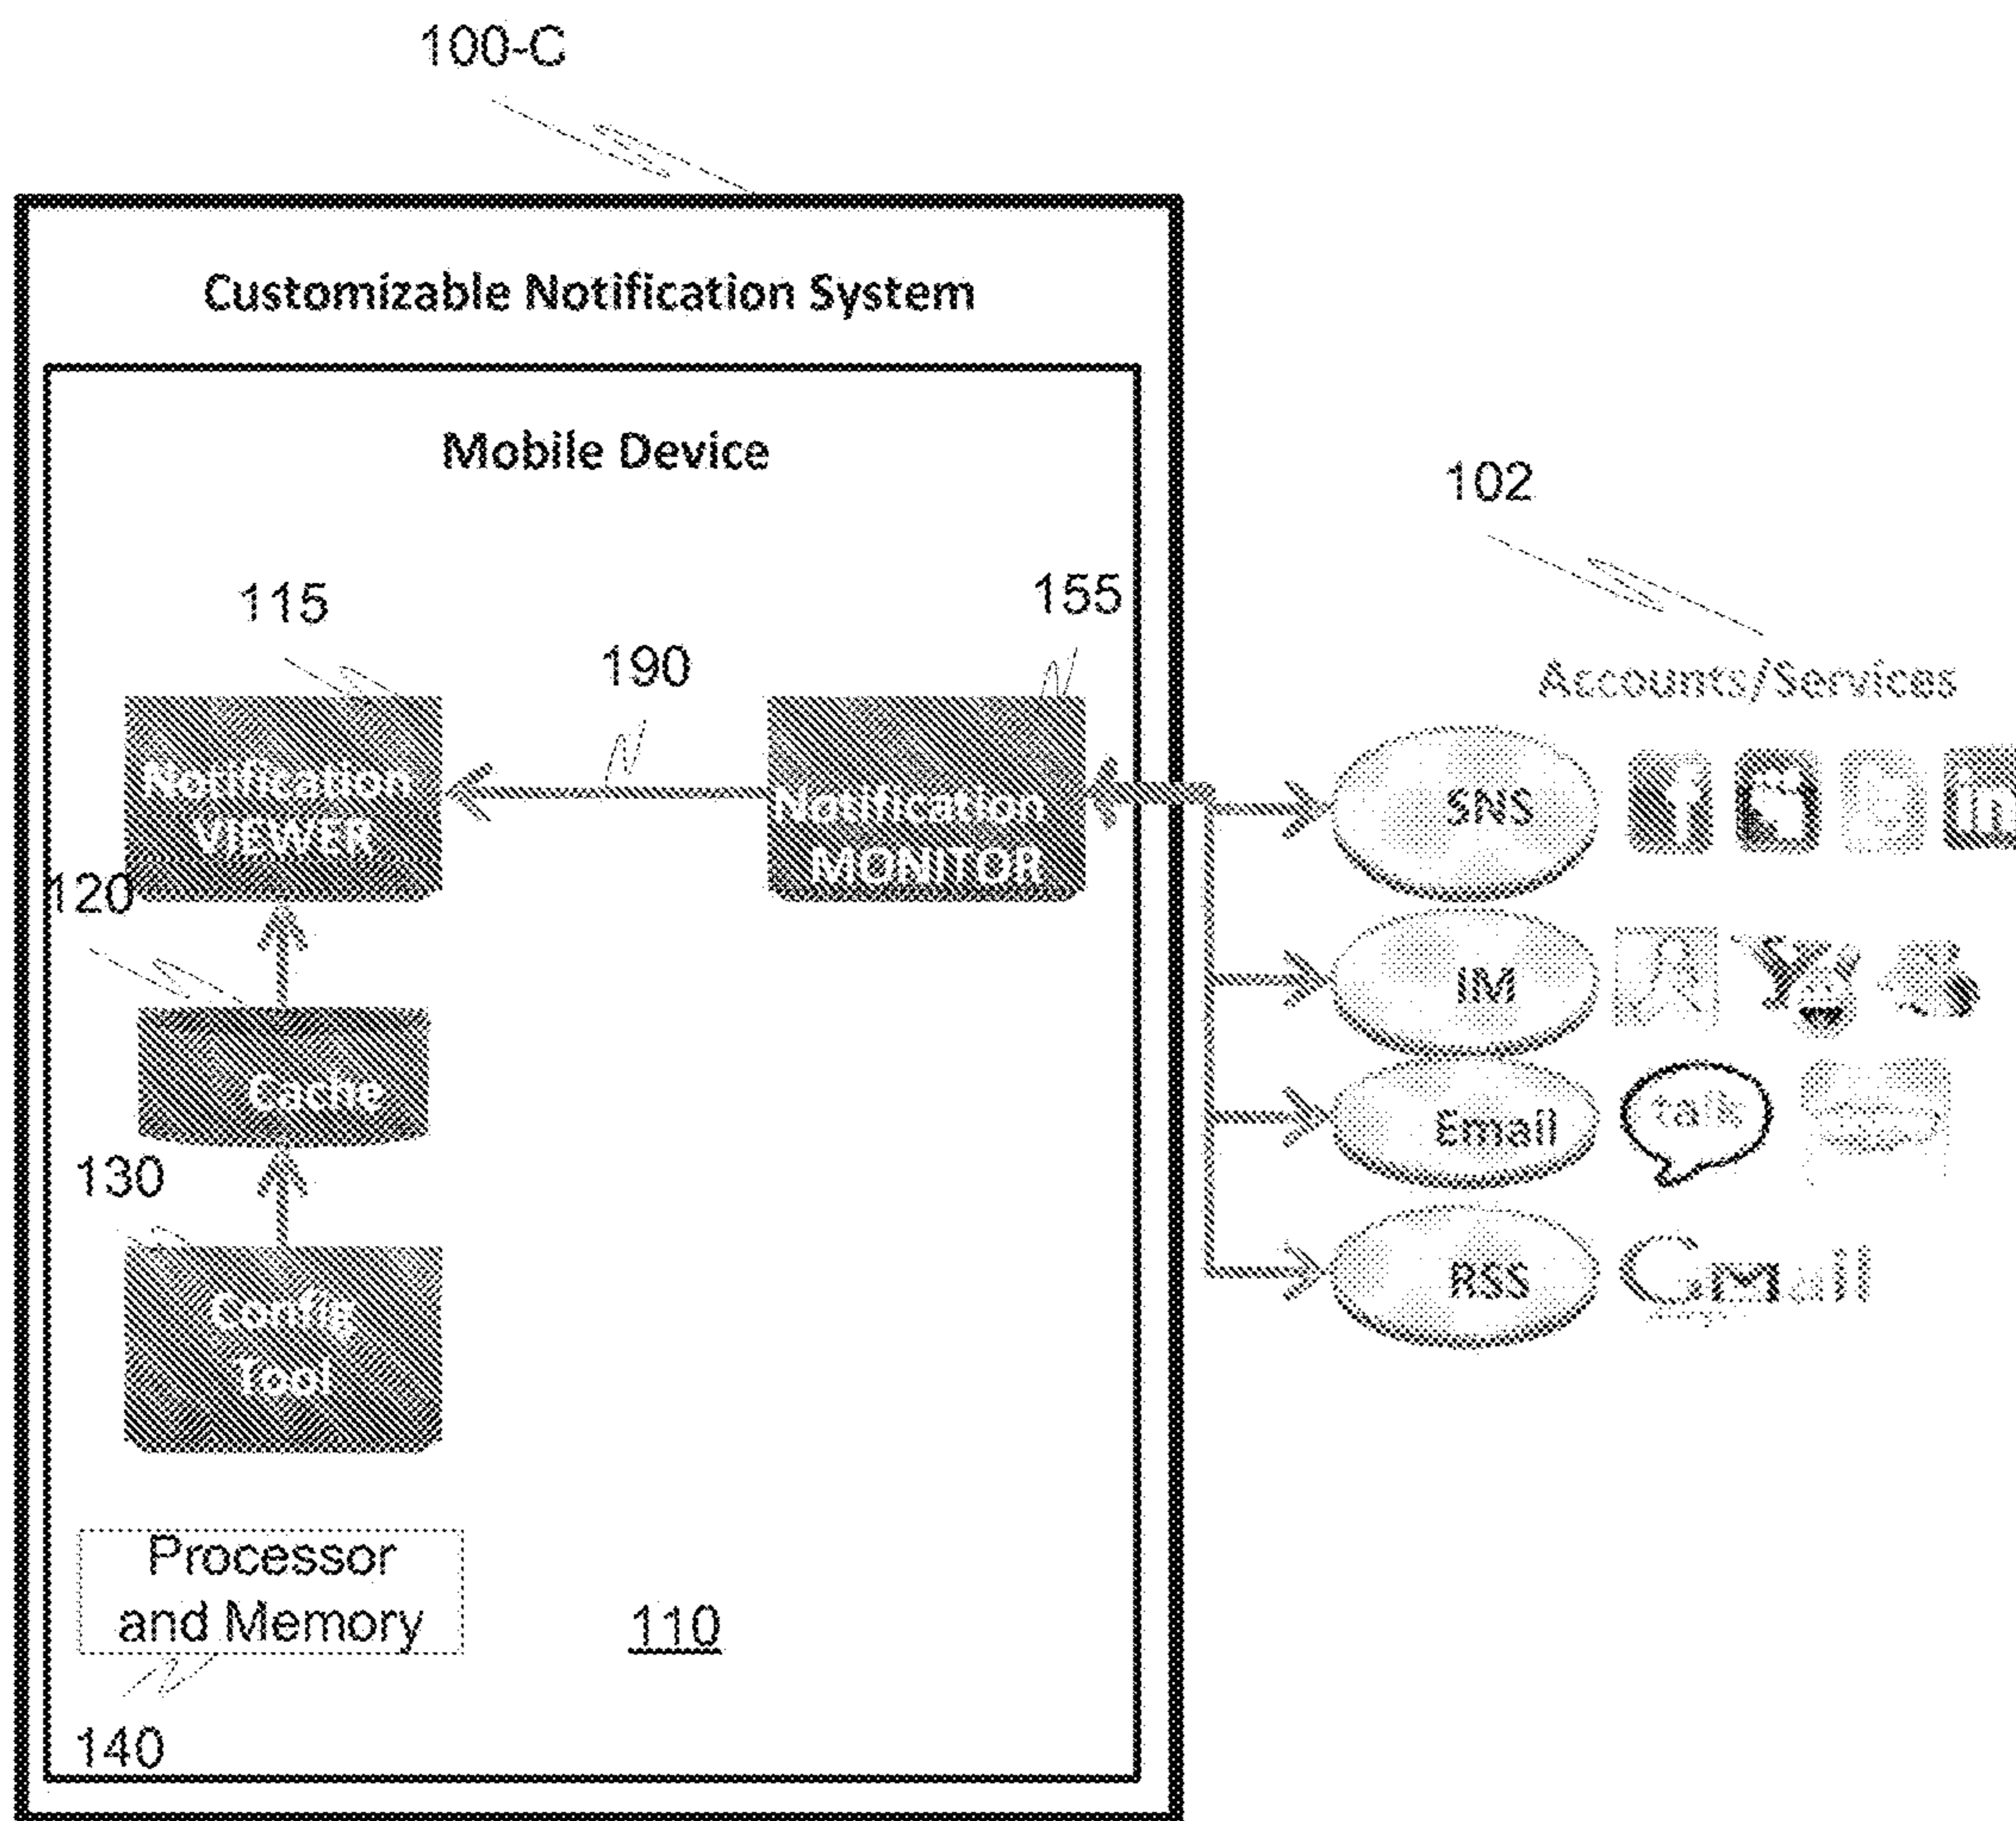 100-C
Customizable Notification System
Mobile Device
102
115
190
155
Accounts/Services
Notification
VIEWER
Notification
MONITOR
SNS
f
in
120
IM
Cache
Email
talk
130
Config
Tool
RSS
GMail
Processor
and Memory
110
140